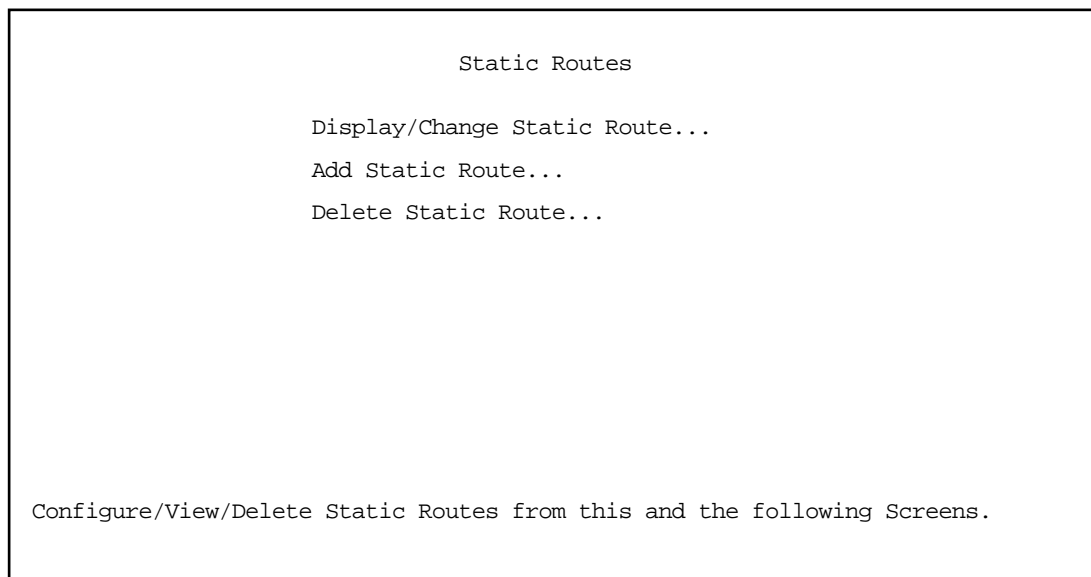 Static Routes
Display/Change Static Route...
Add Static Route...
Delete Static Route...
Configure/View/Delete Static Routes from this and the following Screens.